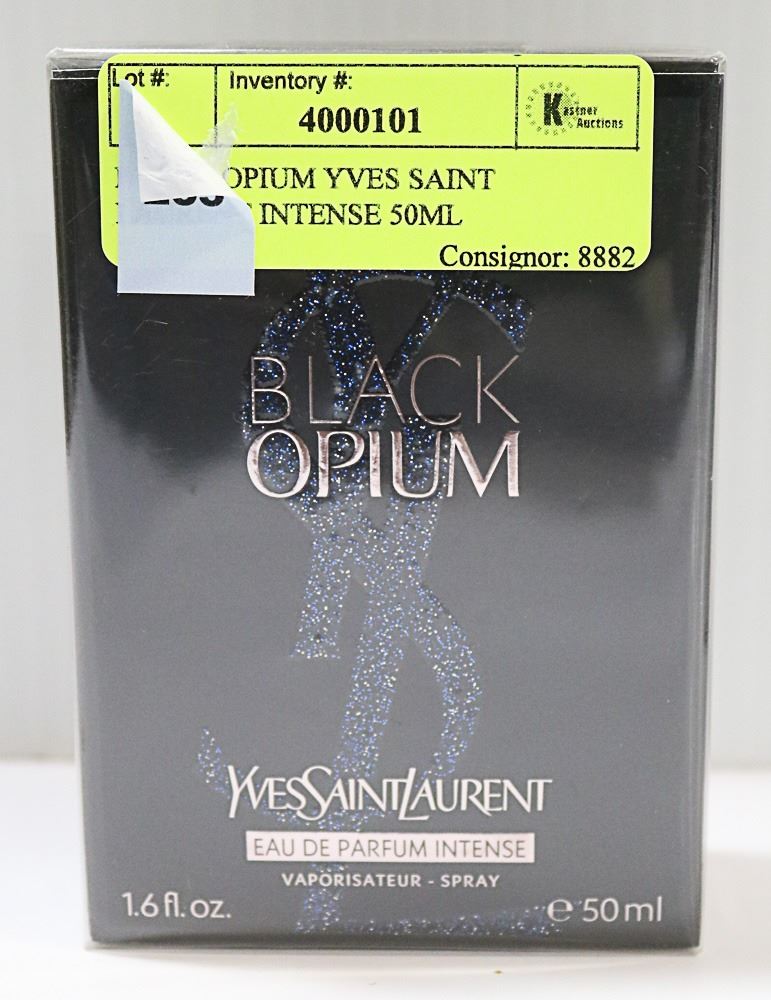 Lot #:
Inventory #:
4000101
Kastner
Auctions
OPIUM YVES SAINT
INTENSE 50ML
Consignor: 8882
BLACK
OPIUM
YVESSAINTLAURENT
EAU DE PARFUM INTENSE
VAPORISATEUR - SPRAY
1.6 fl. oz.
e 50 ml